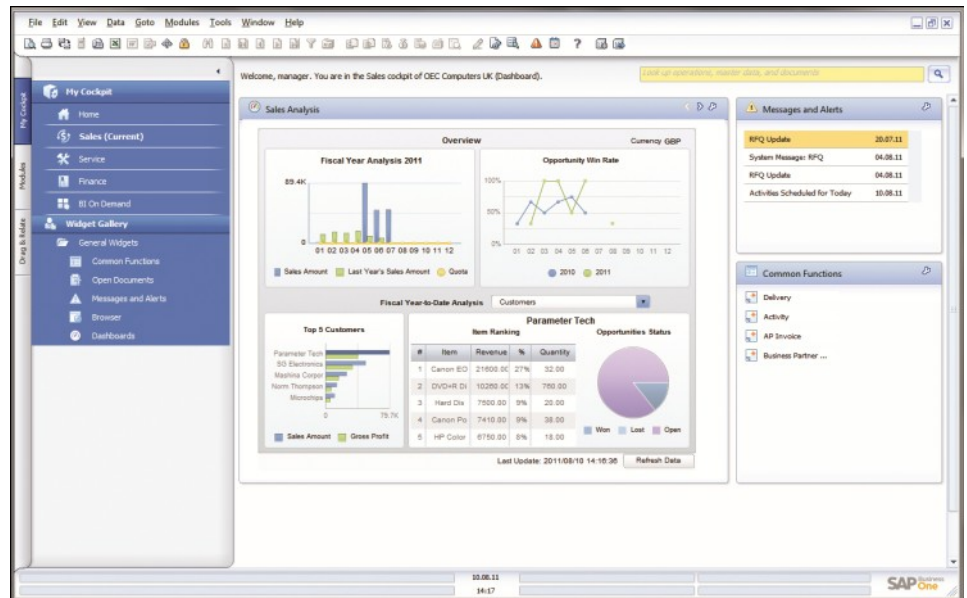 File Edit View Data Goto Modules Tools Window Help
Welcome, manager. You are in the Sales cockpit of OEC Computers UK (Dashboard).
Look up operations, master data, and documents
My Cockpit
Modules
Drag & Relate
My Cockpit
Home
Sales (Current)
Service
Finance
BI On Demand
Widget Gallery
General Widgets
Common Functions
Open Documents
Messages and Alerts
Browser
Dashboards
Sales Analysis
Overview
Currency GBP
Fiscal Year Analysis 2011
89.4K
0
01 02 03 04 05 06 07 08 09 10 11 12
Sales Amount Last Year's Sales Amount Quota
Opportunity Win Rate
100%
50%
0%
01 02 03 04 05 06 07 08 09 10 11 12
2010 2011
Fiscal Year-to-Date Analysis Customers
Top 5 Customers
Parameter Tech
SG Electronics
Mashina Corpor
Norm Thompson
Microchips
0 79.7K
Sales Amount Gross Profit
Parameter Tech
Item Ranking
# Item Revenue % Quantity
1 Canon EO 21600.0C 27% 32.00
2 DVD+R Di 10260.0C 13% 760.00
3 Hard Dis 7500.00 9% 20.00
4 Canon Po 7410.00 9% 38.00
5 HP Color 6750.00 8% 18.00
Opportunities Status
Won Lost Open
Last Update: 2011/08/10 14:16:36 Refresh Data
Messages and Alerts
RFQ Update 20.07.11
System Message: RFQ 04.08.11
RFQ Update 04.08.11
Activities Scheduled for Today 10.08.11
Common Functions
Delivery
Activity
AP Invoice
Business Partner ...
10.08.11
14:17
SAP Business One